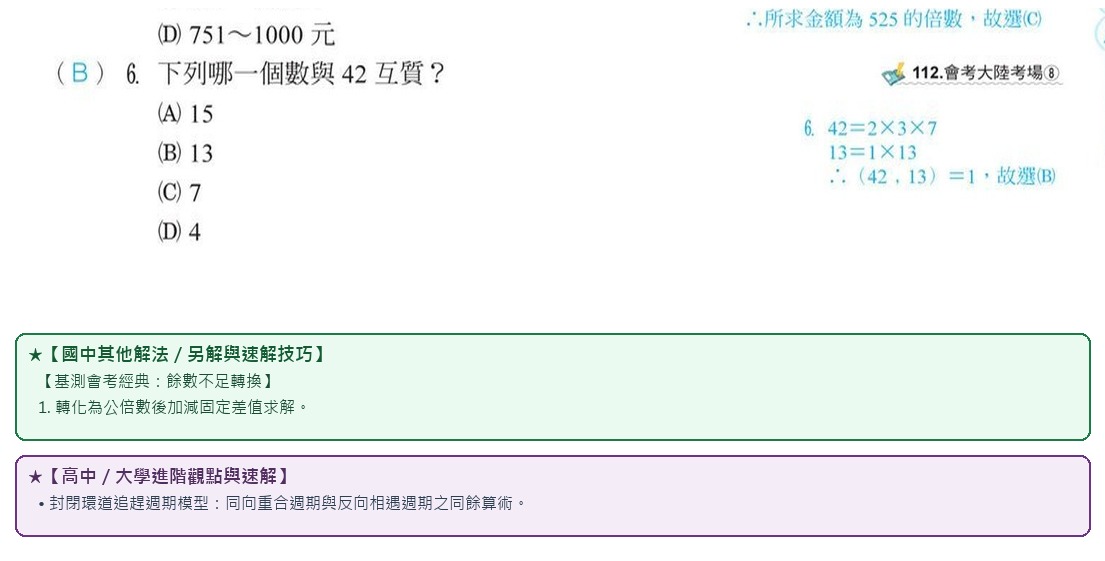 (D) 751～1000 元
∴所求金額為 525 的倍數，故選(C)
（ B ） 6. 下列哪一個數與 42 互質？
112.會考大陸考場⑧
(A) 15
(B) 13
(C) 7
(D) 4
6. 42＝2×3×7
13＝1×13
∴（42，13）＝1，故選(B)
★【國中其他解法 / 另解與速解技巧】
【基測會考經典：餘數不足轉換】
1. 轉化為公倍數後加減固定差值求解。
★【高中 / 大學進階觀點與速解】
• 封閉環道追趕週期模型：同向重合週期與反向相遇週期之同餘算術。